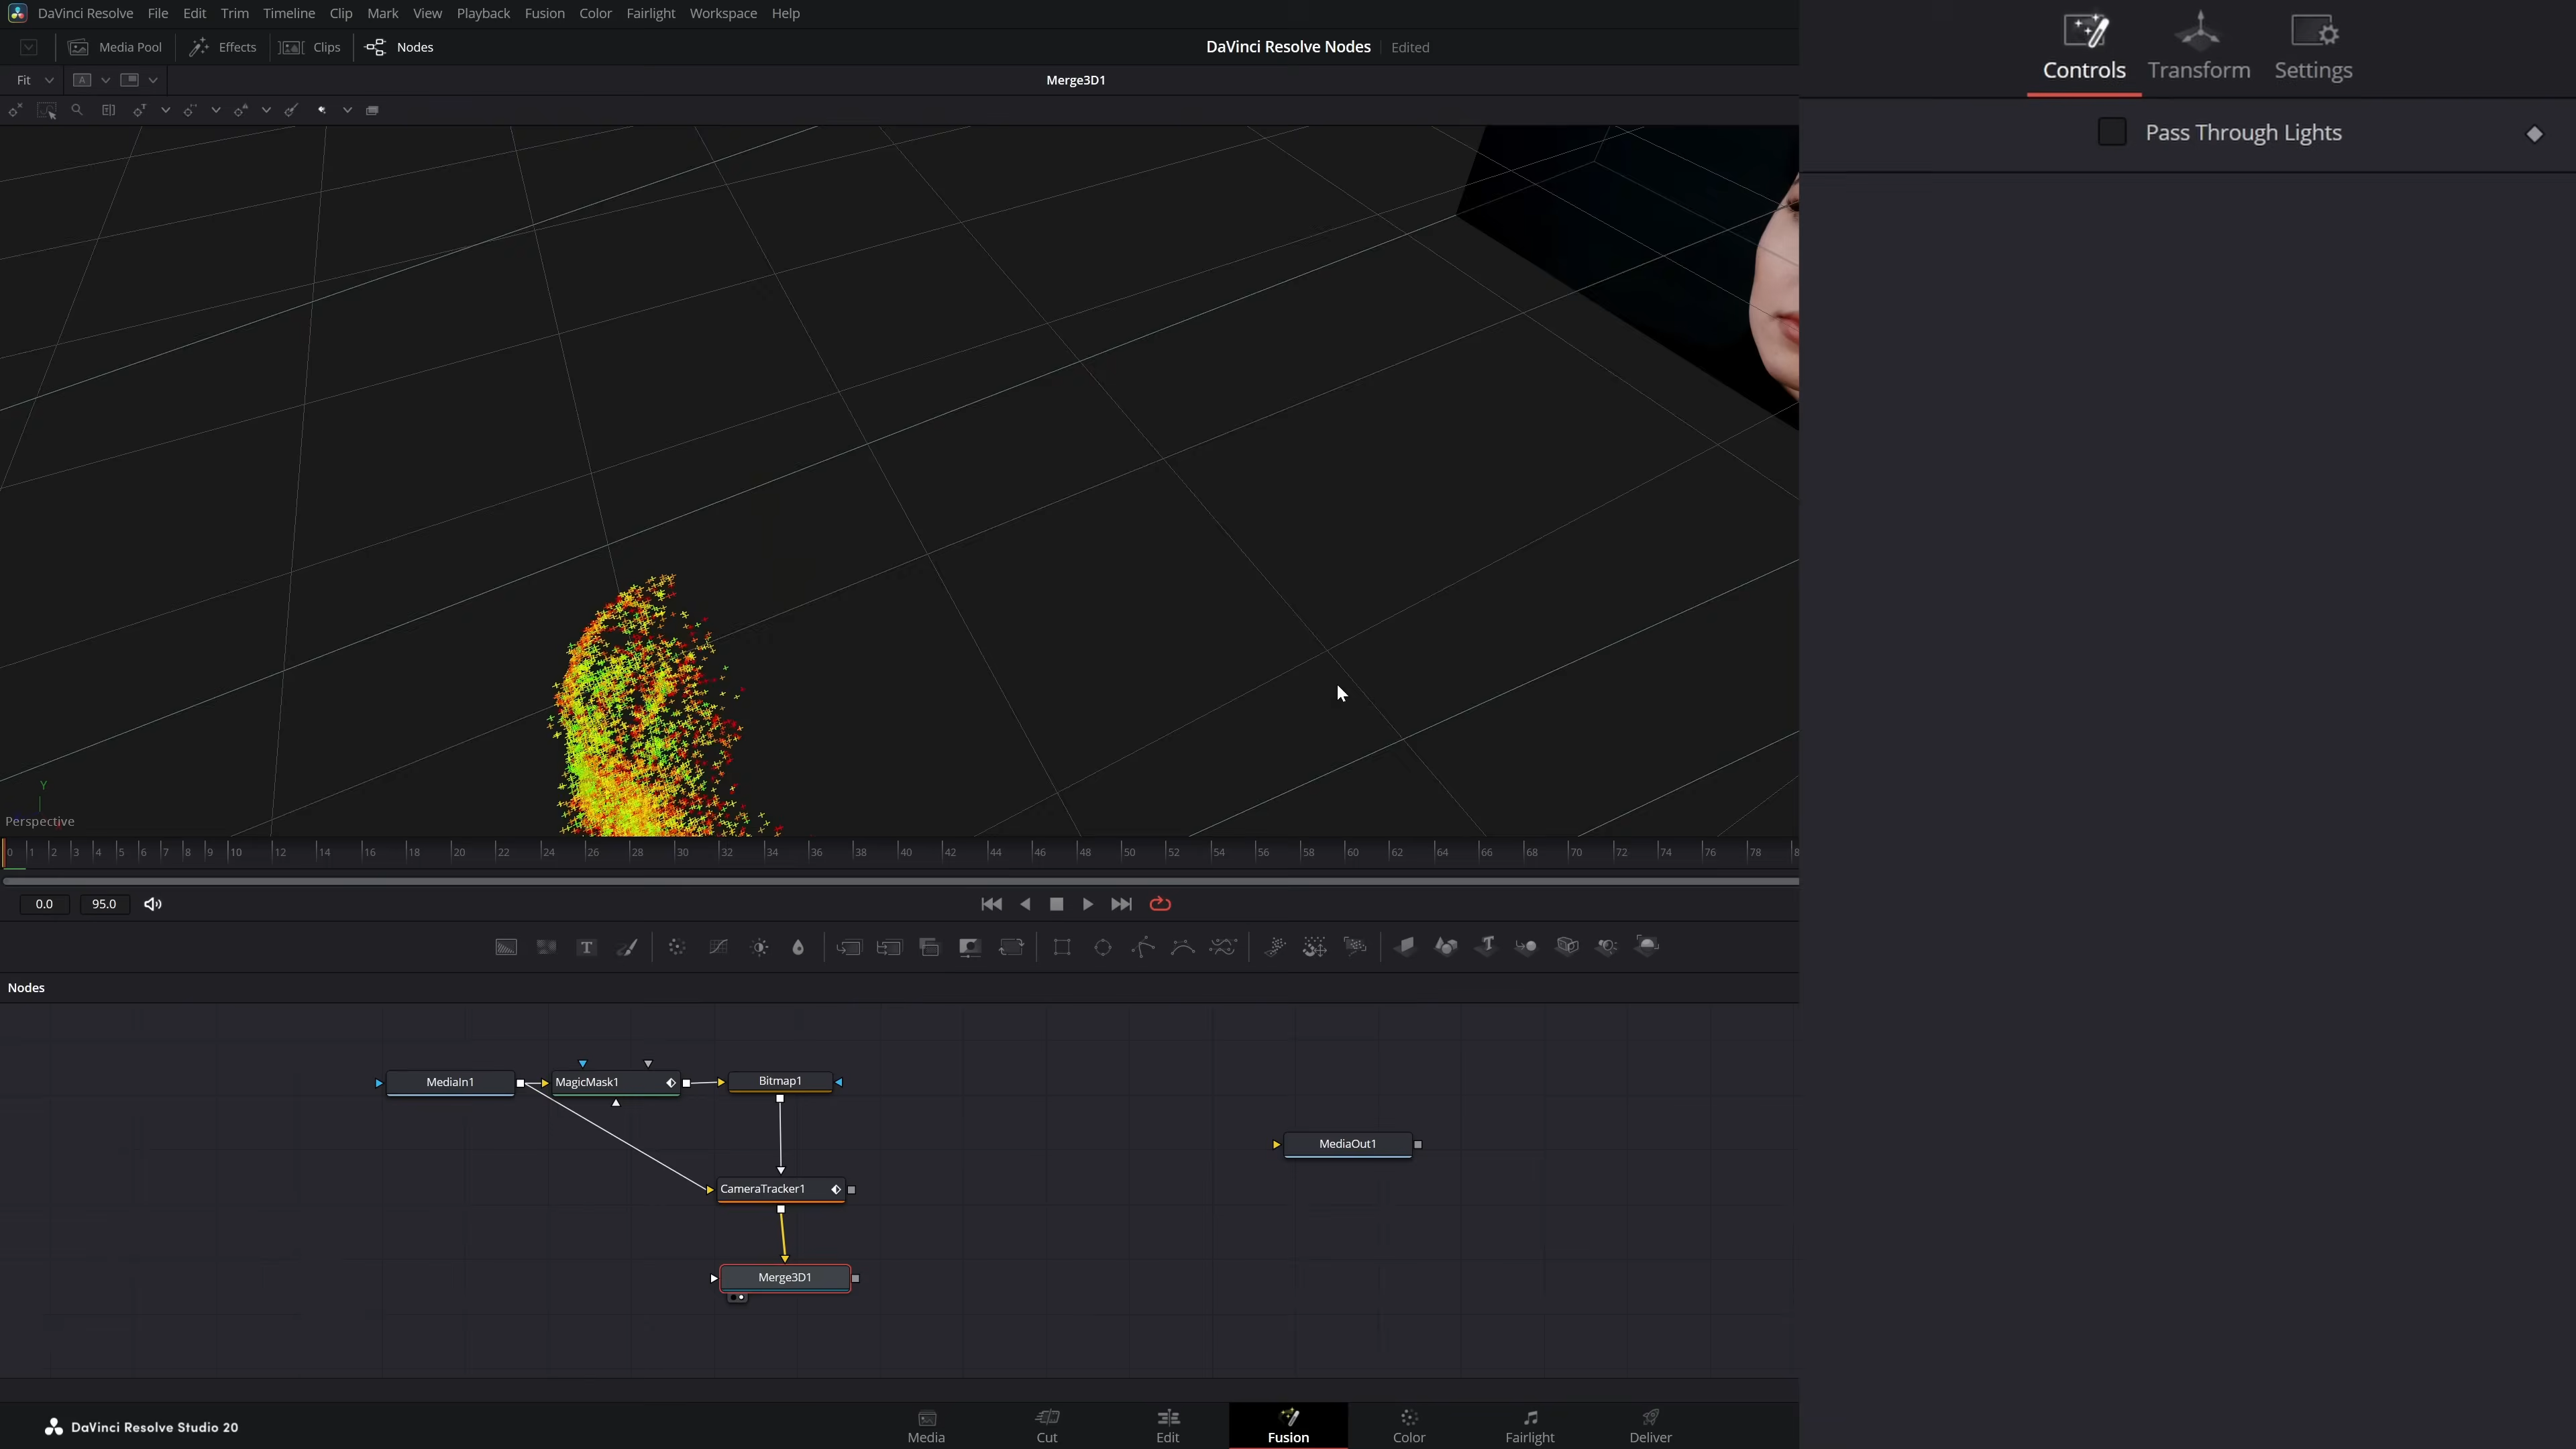 DaVinci Resolve File Edit Trim Timeline Clip Mark View Playback Fusion Color Fairlight Workspace Help
Media Pool Effects Clips Nodes DaVinci Resolve Nodes Edited
Fit A Merge3D1
Controls Transform Settings
Pass Through Lights
Y
Perspective
0 1 2 3 4 5 6 7 8 9 10 12 14 16 18 20 22 24 26 28 30 32 34 36 38 40 42 44 46 48 50 52 54 56 58 60 62 64 66 68 70 72 74 76 78 8
0.0 95.0
T T
Nodes
MediaIn1 MagicMask1 Bitmap1
MediaOut1
CameraTracker1
Merge3D1
DaVinci Resolve Studio 20
Media Cut Edit Fusion Color Fairlight Deliver